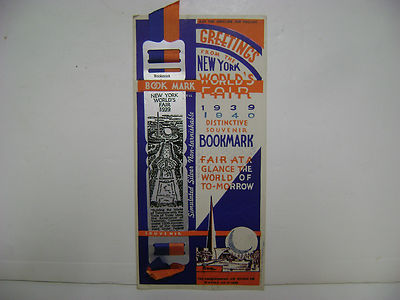 GREETINGS
FROM THE
NEW YORK
WORLD'S
FAIR
1939
1940
DISTINCTIVE
SOUVENIR
BOOKMARK
FAIR AT A
GLANCE THE
WORLD OF
TO-MORROW
Bookmark
BOOK MARK
NEW YORK
WORLD'S
FAIR
1939
Simulated Silver Non-tarnishable
SOUVENIR